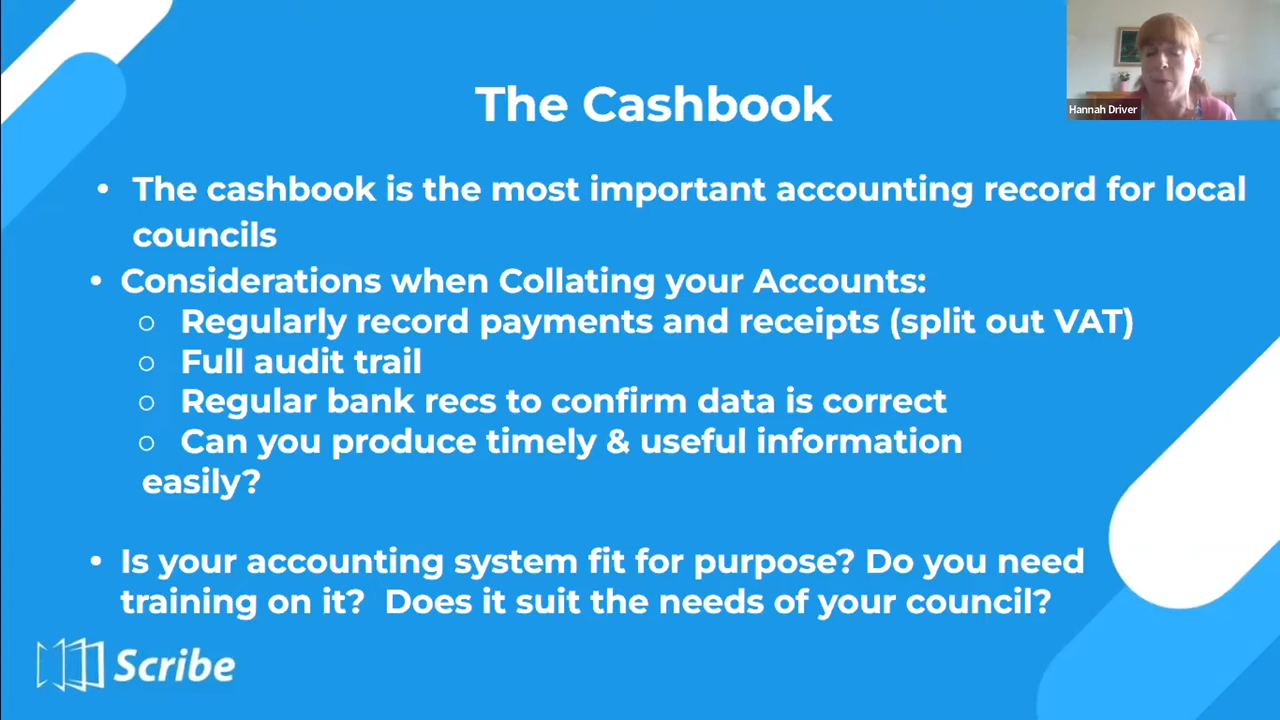 The Cashbook
Hannah Driver
• The cashbook is the most important accounting record for local
councils
• Considerations when Collating your Accounts:
○ Regularly record payments and receipts (split out VAT)
○ Full audit trail
○ Regular bank recs to confirm data is correct
○ Can you produce timely & useful information
easily?
• Is your accounting system fit for purpose? Do you need
training on it? Does it suit the needs of your council?
Scribe